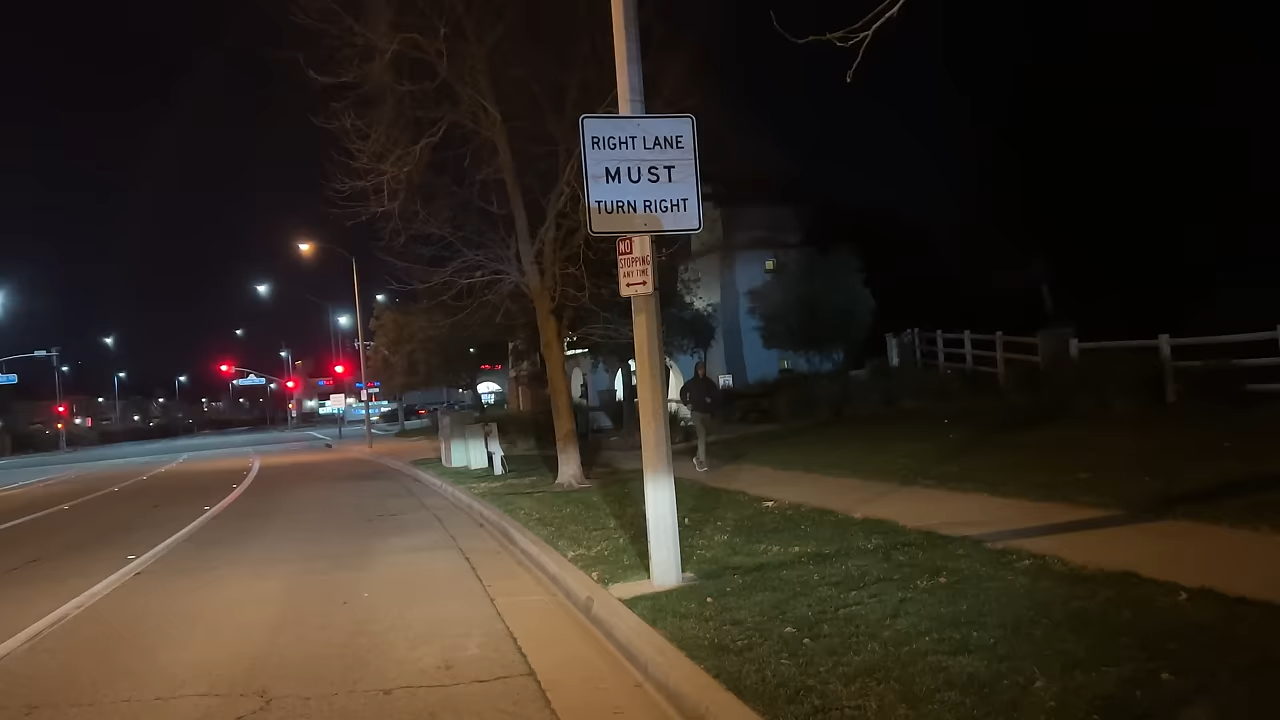 RIGHT LANE
MUST
TURN RIGHT
NO
STOPPING
ANY TIME